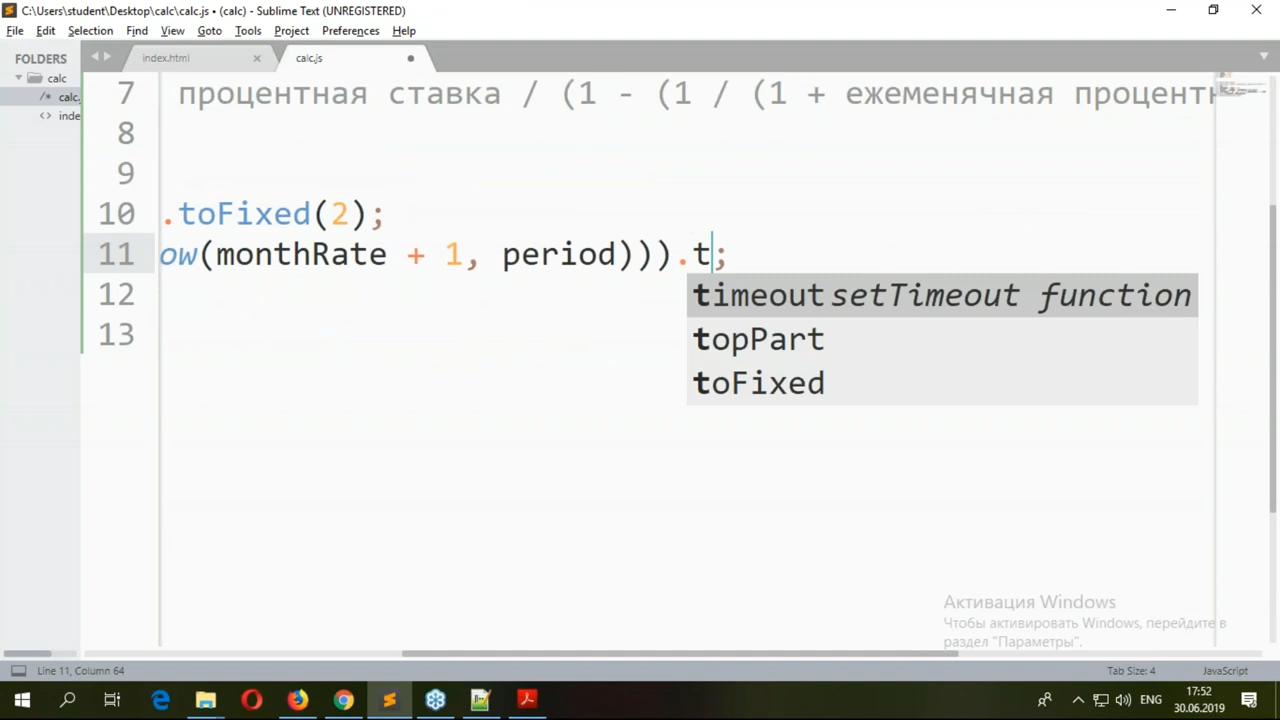 C:\Users\student\Desktop\calc\calc.js • (calc) - Sublime Text (UNREGISTERED)
File Edit Selection Find View Goto Tools Project Preferences Help
FOLDERS
calc
/* calc.
<> inde
index.html × calc.js
7 процентная ставка / (1 - (1 / (1 + ежеменячная процентн
8
9
10 .toFixed(2);
11 ow(monthRate + 1, period))).t;
timeout setTimeout function
topPart
toFixed
12
13
Активация Windows
Чтобы активировать Windows, перейдите в
раздел "Параметры".
Line 11, Column 64 Tab Size: 4 JavaScript
ENG
17:52
30.06.2019